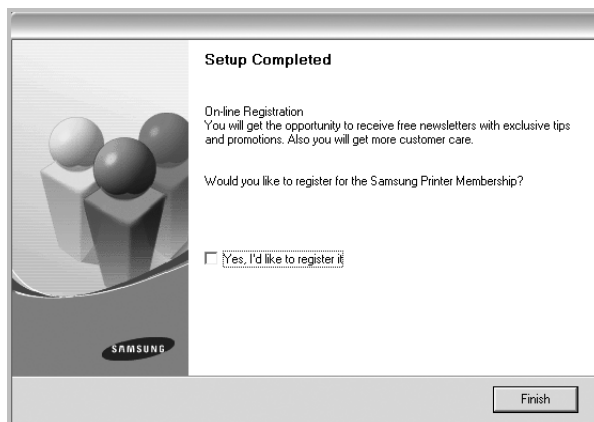 Setup Completed
On-line Registration
You will get the opportunity to receive free newsletters with exclusive tips
and promotions. Also you will get more customer care.
Would you like to register for the Samsung Printer Membership?
Yes, I'd like to register it
SAMSUNG
Finish